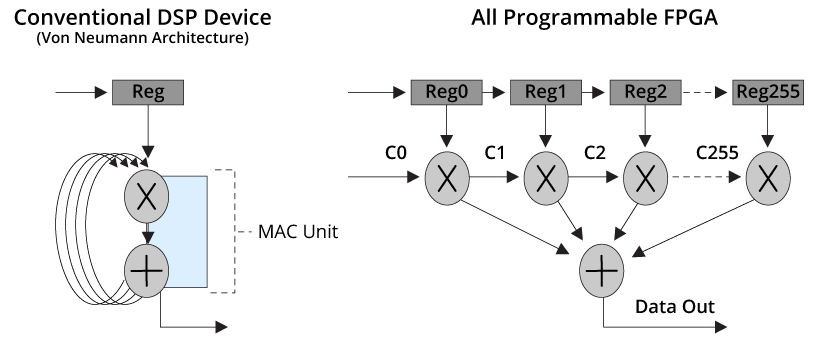 Conventional DSP Device
(Von Neumann Architecture)
Reg
X
+
MAC Unit
All Programmable FPGA
Reg0
Reg1
Reg2
Reg255
C0
C1
C2
C255
X
X
X
X
+
Data Out